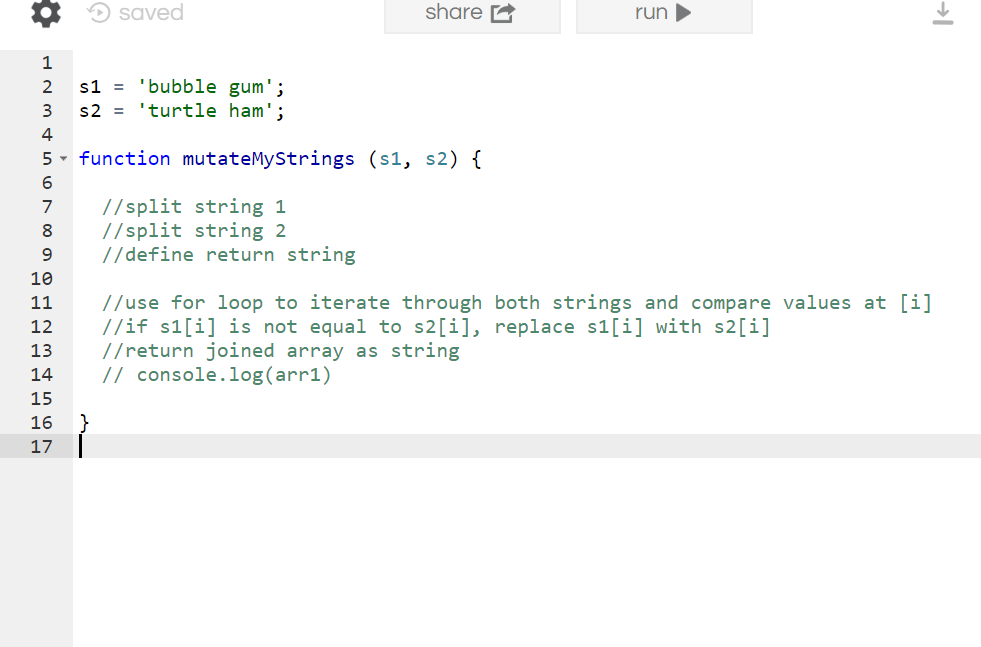 saved share run
1
2 s1 = 'bubble gum';
3 s2 = 'turtle ham';
4
5 function mutateMyStrings (s1, s2) {
6
7 //split string 1
8 //split string 2
9 //define return string
10
11 //use for loop to iterate through both strings and compare values at [i]
12 //if s1[i] is not equal to s2[i], replace s1[i] with s2[i]
13 //return joined array as string
14 // console.log(arr1)
15
16 }
17